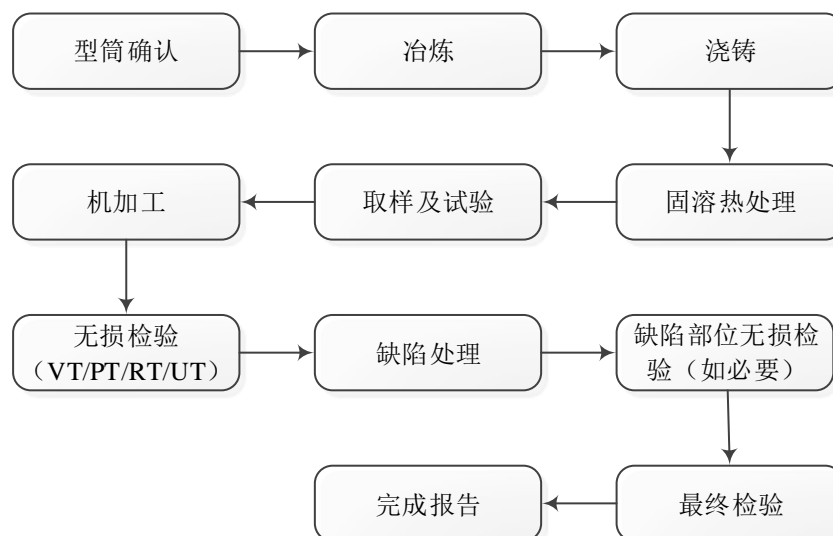 型筒确认
冶炼
浇铸
固溶热处理
取样及试验
机加工
无损检验
（VT/PT/RT/UT）
缺陷处理
缺陷部位无损检
验（如必要）
最终检验
完成报告